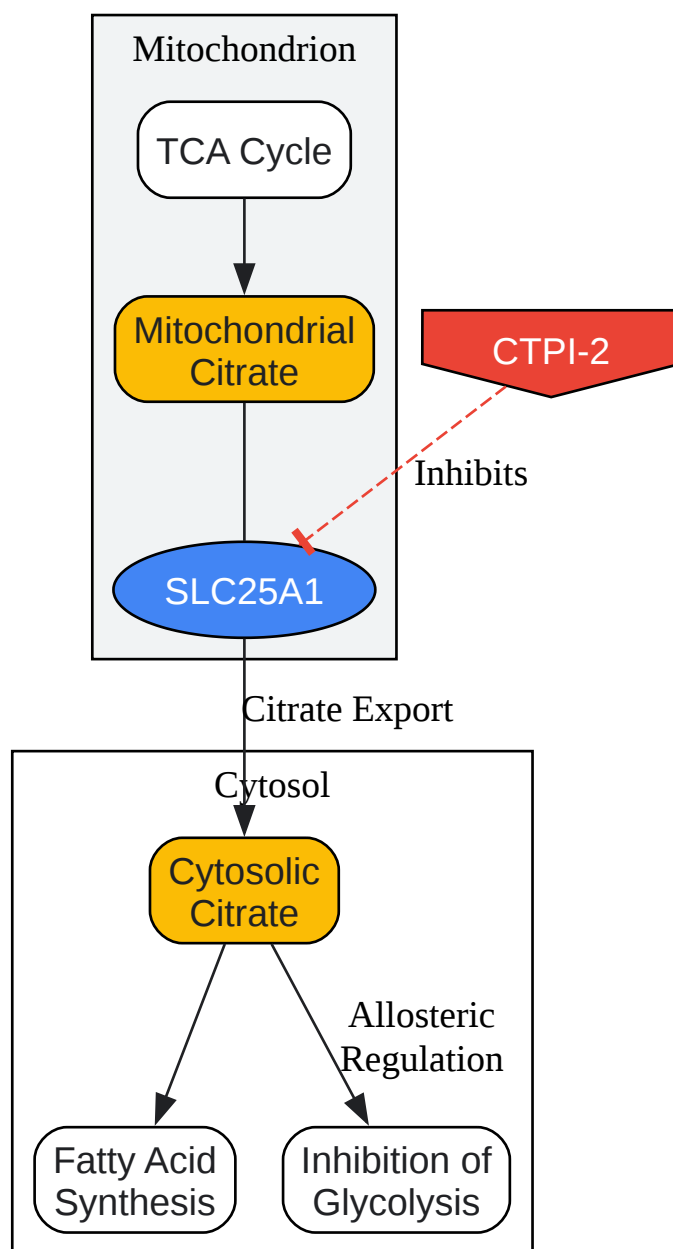 Mitochondrion
TCA Cycle
Mitochondrial
Citrate
CTPI-2
Inhibits
SLC25A1
Citrate Export
Cytosol
Cytosolic
Citrate
Allosteric
Regulation
Fatty Acid
Synthesis
Inhibition of
Glycolysis